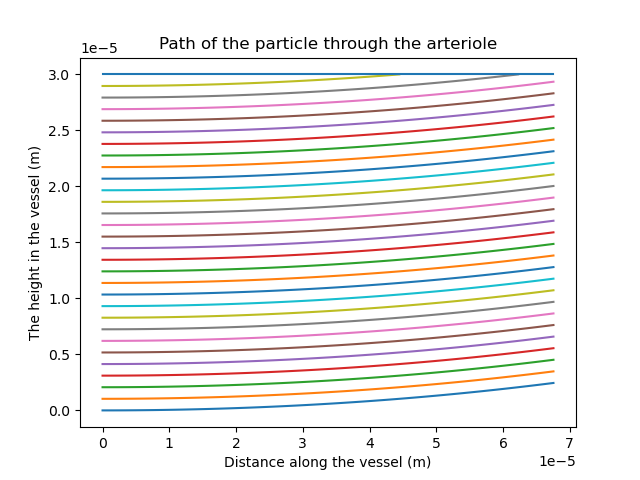 Path of the particle through the arteriole
1e−5
3.0
2.5
2.0
1.5
1.0
0.5
0.0
The height in the vessel (m)
0 1 2 3 4 5 6 7
1e−5
Distance along the vessel (m)